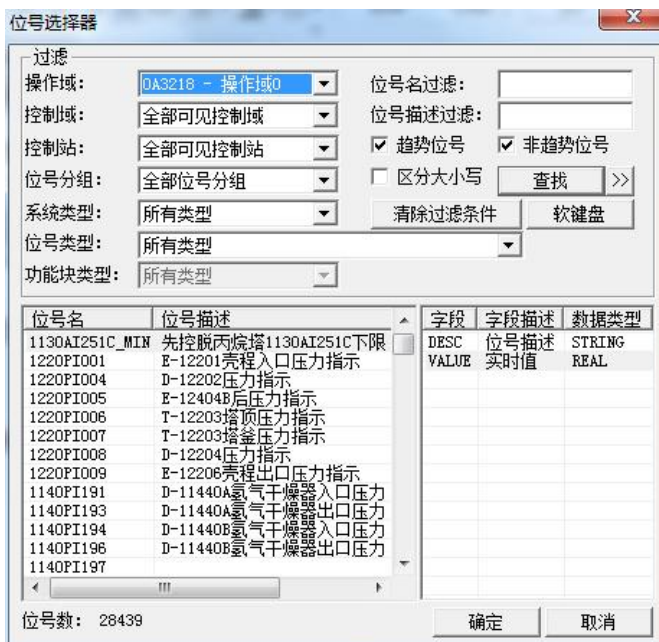 位号选择器
过滤
操作域： OA3218 - 操作域0 位号名过滤：
控制域： 全部可见控制域 位号描述过滤：
控制站： 全部可见控制站 趋势位号 非趋势位号
位号分组： 全部位号分组 区分大小写 查找 >>
系统类型： 所有类型 清除过滤条件 软键盘
位号类型： 所有类型
功能块类型： 所有类型
位号名 位号描述 字段 字段描述 数据类型
1130AI251C_MIN 先控脱丙烷塔1130AI251C下限 DESC 位号描述 STRING
1220PI001 E-12201壳程入口压力指示 VALUE 实时值 REAL
1220PI004 D-12202压力指示
1220PI005 E-12404B后压力指示
1220PI006 T-12203塔顶压力指示
1220PI007 T-12203塔釜压力指示
1220PI008 D-12204压力指示
1220PI009 E-12206壳程出口压力指示
1140PI191 D-11440A氢气干燥器入口压力
1140PI193 D-11440A氢气干燥器出口压力
1140PI194 D-11440B氢气干燥器入口压力
1140PI196 D-11440B氢气干燥器出口压力
1140PI197
位号数： 28439 确定 取消